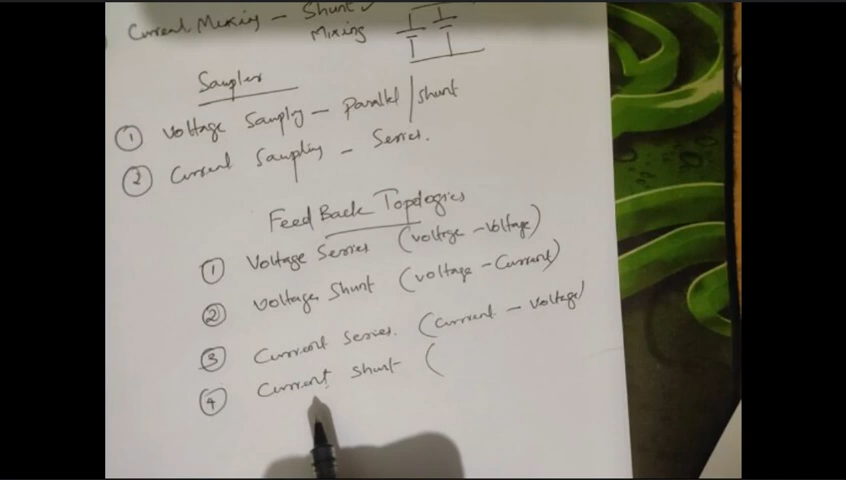 Current Mixing - Shunt ✓
Mixing
Sampler
① Voltage Sampling - Parallel / Shunt
② Current Sampling - Series.
Feed Back Topologies
① Voltage Series (Voltage - Voltage)
② Voltage Shunt (Voltage - Current)
③ Current Series. (Current - Voltage)
④ Current Shunt (